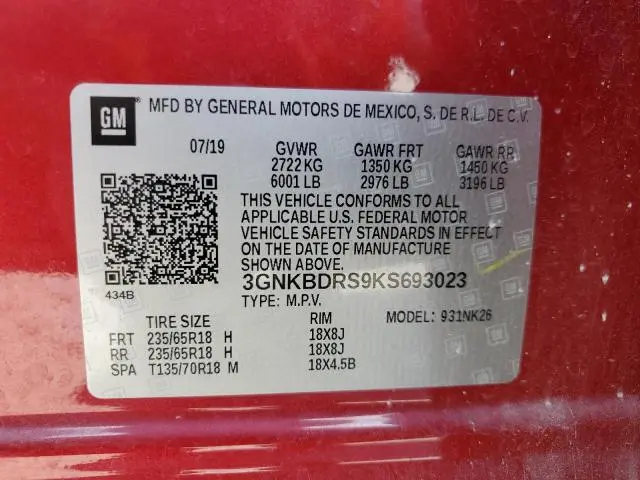 GM MFD BY GENERAL MOTORS DE MEXICO, S. DE R.L. DE C.V.
07/19 GVWR GAWR FRT GAWR RR
2722 KG 1350 KG 1450 KG
6001 LB 2976 LB 3196 LB
THIS VEHICLE CONFORMS TO ALL
APPLICABLE U.S. FEDERAL MOTOR
VEHICLE SAFETY STANDARDS IN EFFECT
ON THE DATE OF MANUFACTURE
SHOWN ABOVE.
434B 3GNKBDRS9KS693023
TYPE: M.P.V.
TIRE SIZE RIM MODEL: 931NK26
FRT 235/65R18 H 18X8J
RR 235/65R18 H 18X8J
SPA T135/70R18 M 18X4.5B